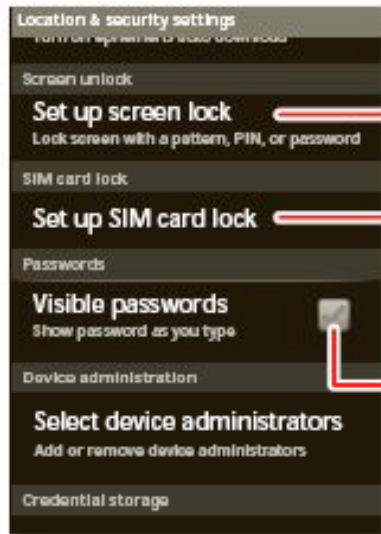 Location & security settings
Screen unlock
Set up screen lock
Lock screen with a pattern, PIN, or password
SIM card lock
Set up SIM card lock
Passwords
Visible passwords
Show password as you type
Device administration
Select device administrators
Add or remove device administrators
Credential storage